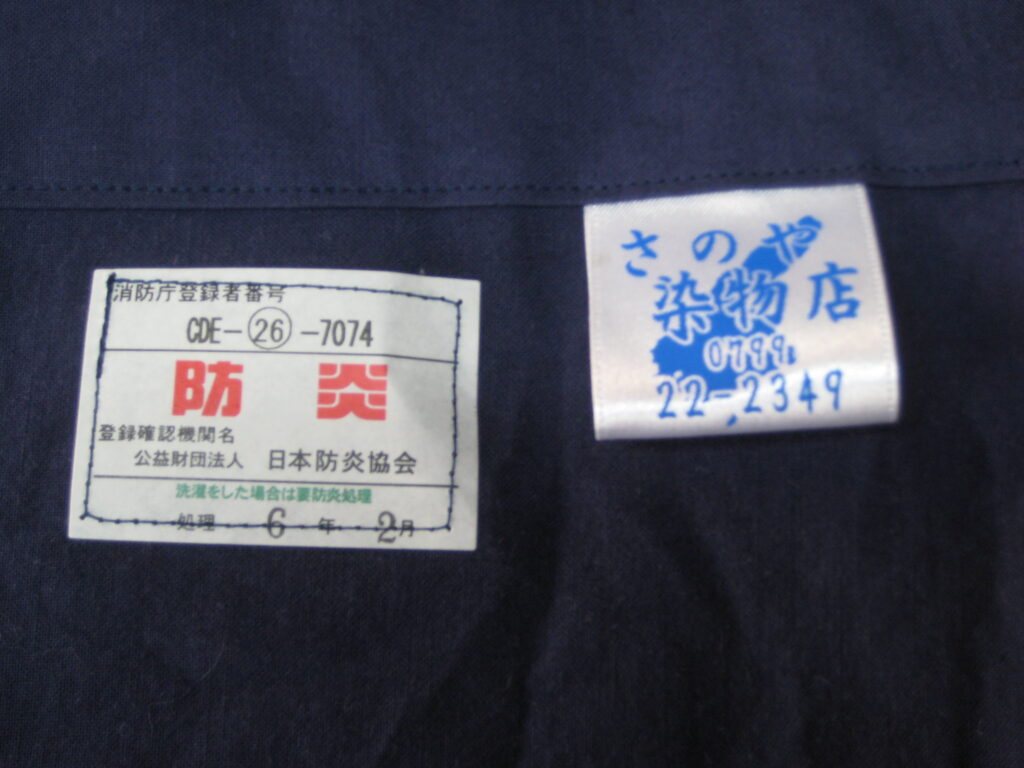 消防庁登録者番号
CDE-㉖-7074
防炎
登録確認機関名
公益財団法人 日本防炎協会
洗濯をした場合は要防炎処理
処理 6年 2月
さのや
染物店
0799
22-2349